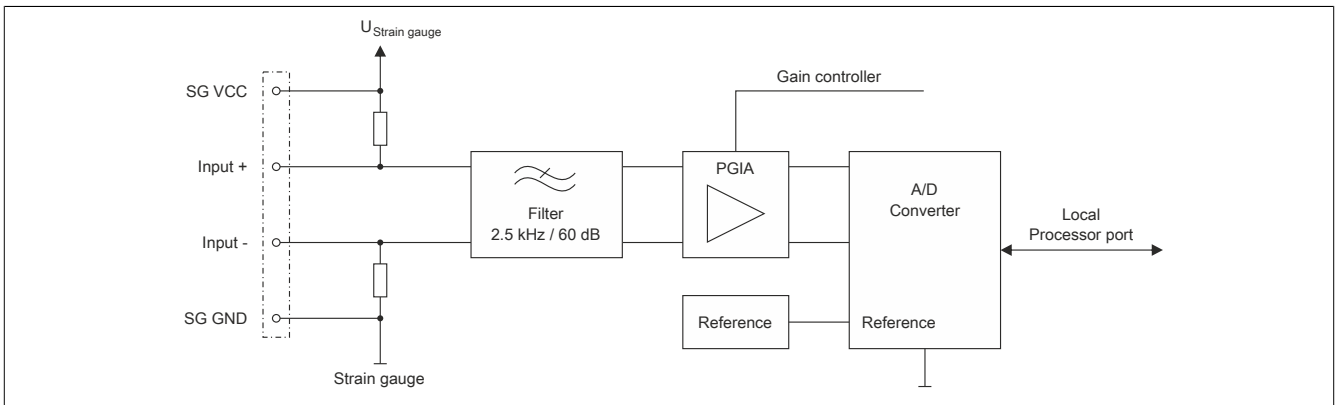 U Strain gauge
SG VCC
Gain controller
Input +
PGIA
A/D
Converter
Filter
2.5 kHz / 60 dB
Local
Processor port
Input -
SG GND
Reference
Reference
Strain gauge